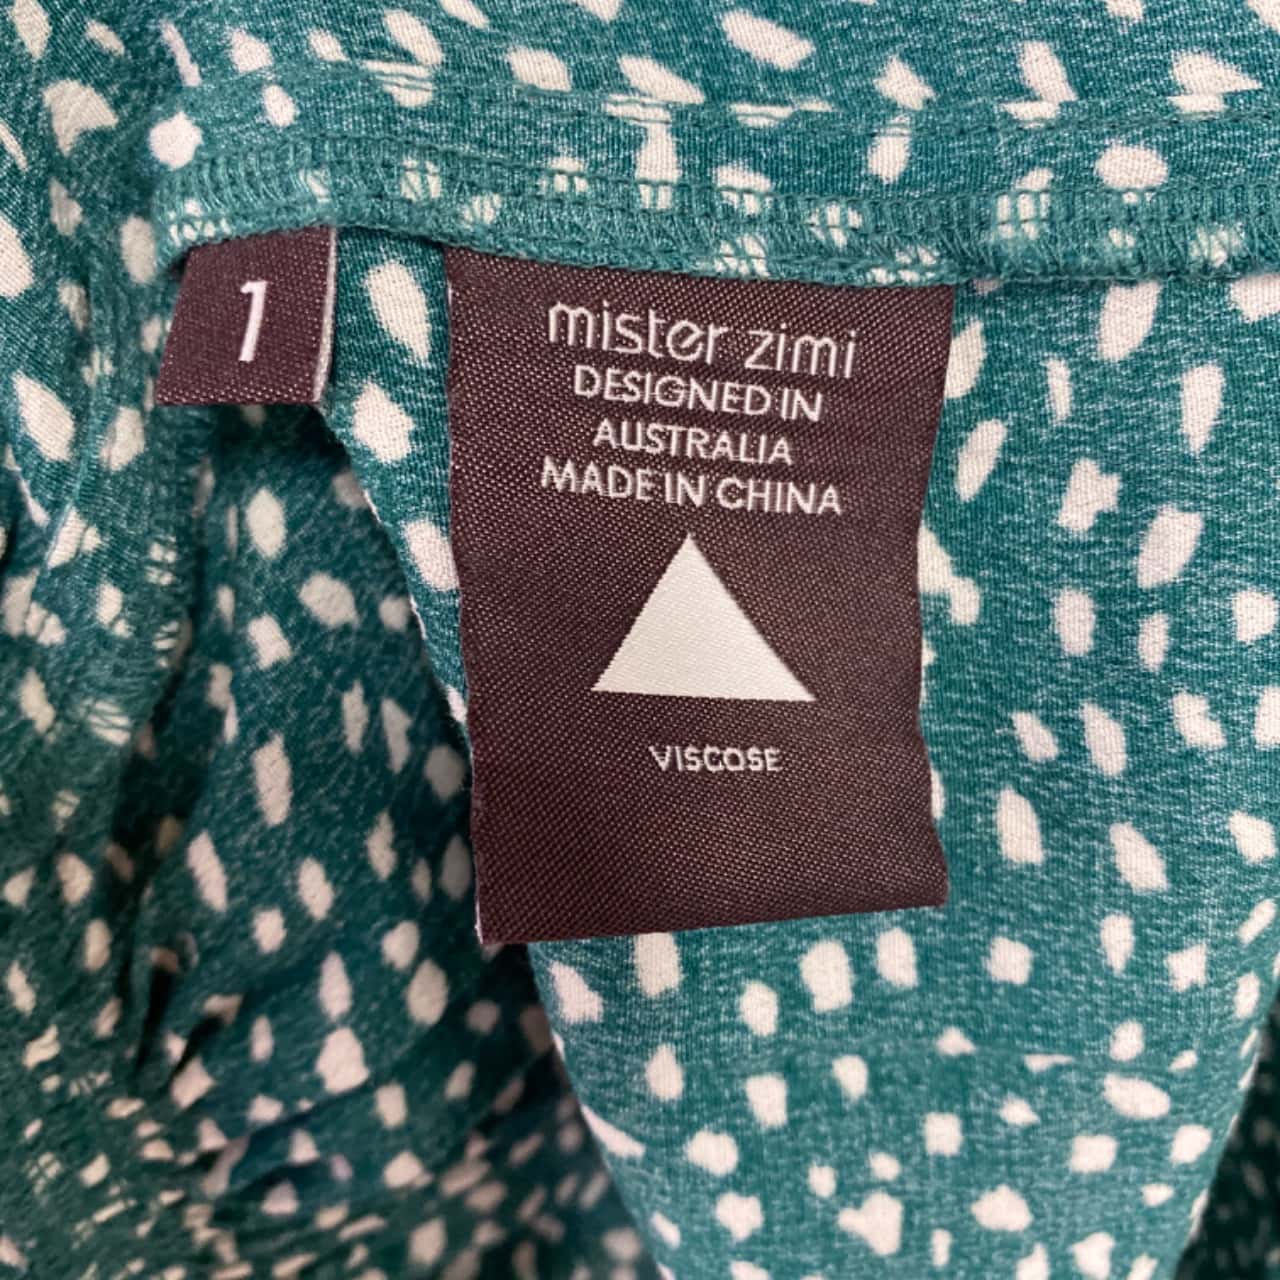 1
mister zimi
DESIGNED IN
AUSTRALIA
MADE IN CHINA
VISCOSE